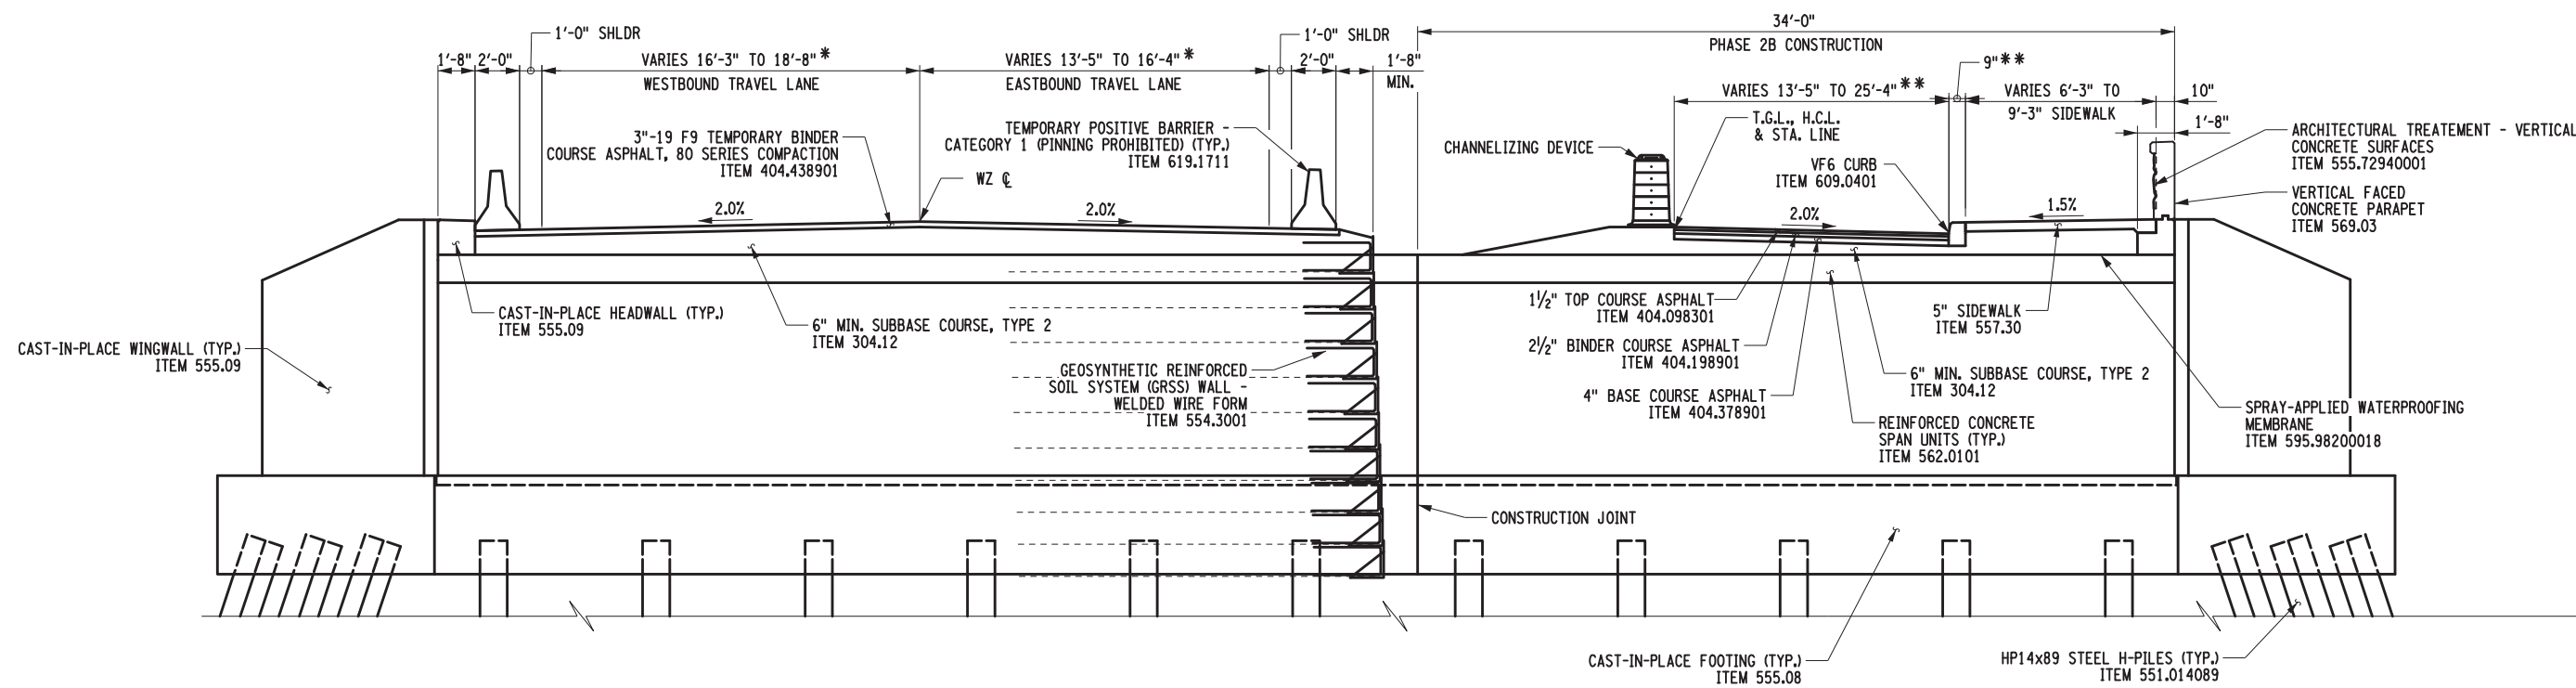 1'-0" SHLDR
1'-8" 2'-0"
VARIES 16'-3" TO 18'-8"*
WESTBOUND TRAVEL LANE
VARIES 13'-5" TO 16'-4"*
EASTBOUND TRAVEL LANE
1'-0" SHLDR
2'-0"
1'-8"
MIN.
34'-0"
PHASE 2B CONSTRUCTION
9"**
VARIES 13'-5" TO 25'-4"**
VARIES 6'-3" TO
9'-3" SIDEWALK
10"
1'-8"
3"-19 F9 TEMPORARY BINDER
COURSE ASPHALT, 80 SERIES COMPACTION
ITEM 404.438901
TEMPORARY POSITIVE BARRIER -
CATEGORY 1 (PINNING PROHIBITED) (TYP.)
ITEM 619.1711
WZ ℄
2.0%
2.0%
CHANNELIZING DEVICE
T.G.L., H.C.L.
& STA. LINE
VF6 CURB
ITEM 609.0401
2.0%
1.5%
ARCHITECTURAL TREATEMENT - VERTICAL
CONCRETE SURFACES
ITEM 555.72940001
VERTICAL FACED
CONCRETE PARAPET
ITEM 569.03
CAST-IN-PLACE WINGWALL (TYP.)
ITEM 555.09
CAST-IN-PLACE HEADWALL (TYP.)
ITEM 555.09
6" MIN. SUBBASE COURSE, TYPE 2
ITEM 304.12
GEOSYNTHETIC REINFORCED
SOIL SYSTEM (GRSS) WALL -
WELDED WIRE FORM
ITEM 554.3001
1½" TOP COURSE ASPHALT
ITEM 404.098301
2½" BINDER COURSE ASPHALT
ITEM 404.198901
4" BASE COURSE ASPHALT
ITEM 404.378901
5" SIDEWALK
ITEM 557.30
6" MIN. SUBBASE COURSE, TYPE 2
ITEM 304.12
REINFORCED CONCRETE
SPAN UNITS (TYP.)
ITEM 562.0101
SPRAY-APPLIED WATERPROOFING
MEMBRANE
ITEM 595.98200018
CONSTRUCTION JOINT
CAST-IN-PLACE FOOTING (TYP.)
ITEM 555.08
HP14x89 STEEL H-PILES (TYP.)
ITEM 551.014089